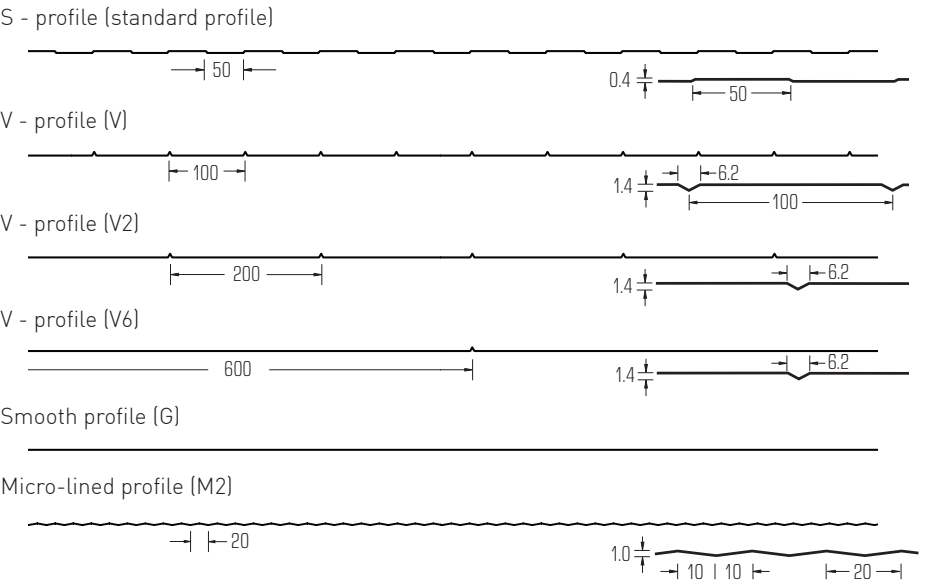 S - profile (standard profile)
50
0.4
50
V - profile (V)
100
6.2
1.4
100
V - profile (V2)
200
6.2
1.4
V - profile (V6)
600
6.2
1.4
Smooth profile (G)
Micro-lined profile (M2)
20
1.0
10 10 20